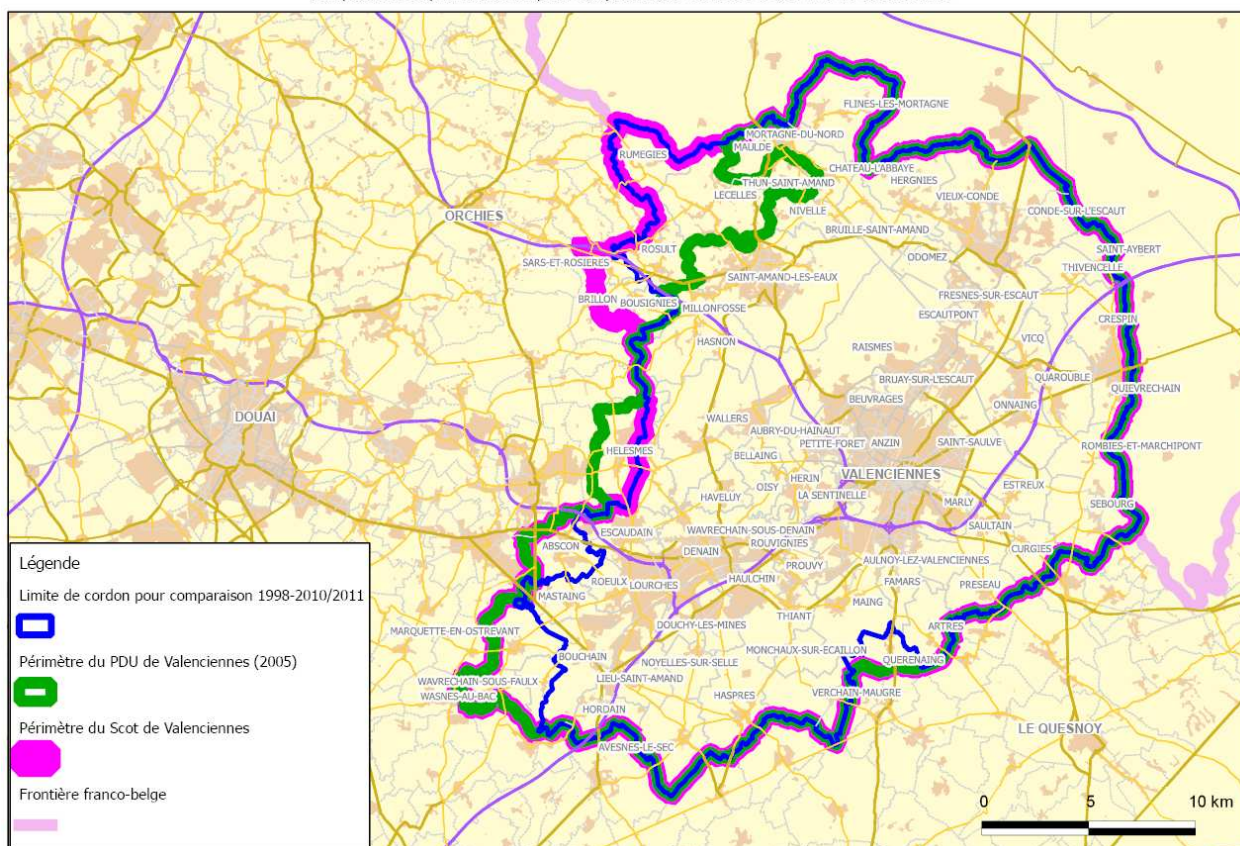 FLINES-LES-MORTAGNE
MORTAGNE-DU-NORD
MAULDE
RUMEGIES
CHATEAU-L'ABBAYE
HERGNIES
THUN-SAINT-AMAND
LECELLES
VIEUX-CONDE
NIVELLE
ORCHIES
CONDE-SUR-L'ESCAUT
BRUILLE-SAINT-AMAND
ROSULT
SAINT-AYBERT
ODOMEZ
SARS-ET-ROSIERES
THIVENCELLE
SAINT-AMAND-LES-EAUX
FRESNES-SUR-ESCAUT
BRILLON
BOUSIGNIES
MILLONFOSSE
ESCAUTPONT
CRESPIN
HASNON
VICQ
RAISMES
QUAROUBLE
BRUAY-SUR-L'ESCAUT
QUIEVRECHAIN
BEUVRAGES
ONNAING
DOUAI
WALLERS
AUBRY-DU-HAINAUT
PETITE-FORET
ANZIN
SAINT-SAULVE
ROMBIES-ET-MARCHIPONT
HELESMES
BELLAING
VALENCIENNES
HERIN
OISY
ESTREUX
LA SENTINELLE
HAVELUY
MARLY
SEBOURG
SAULTAIN
WAVRECHAIN-SOUS-DENAIN
ESCAUDAIN
ROUVIGNIES
ABSCON
DENAIN
CURGIES
AULNOY-LEZ-VALENCIENNES
PROUVY
ROEULX
LOURCHES
HAULCHIN
FAMARS
PRESEAU
MASTAING
MAING
THIANT
DOUCHY-LES-MINES
ARTRES
MARQUETTE-EN-OSTREVANT
MONCHAUX-SUR-ECAILLON
BOUCHAIN
NOYELLES-SUR-SELLE
QUERENAING
LIEU-SAINT-AMAND
WAVRECHAIN-SOUS-FAULX
WASNES-AU-BAC
HASPRES
VERCHAIN-MAUGRE
HORDAIN
LE QUESNOY
AVESNES-LE-SEC
Légende
Limite de cordon pour comparaison 1998-2010/2011
Périmètre du PDU de Valenciennes (2005)
Périmètre du Scot de Valenciennes
Frontière franco-belge
0 5 10 km